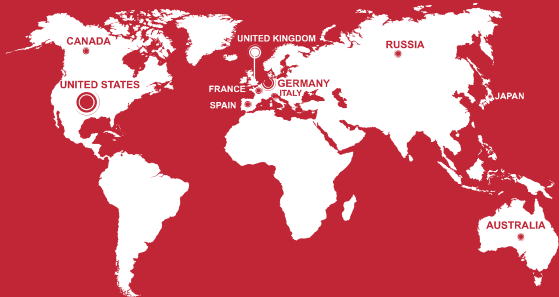 UNITED KINGDOM
CANADA
RUSSIA
UNITED STATES
GERMANY
FRANCE
ITALY
SPAIN
JAPAN
AUSTRALIA